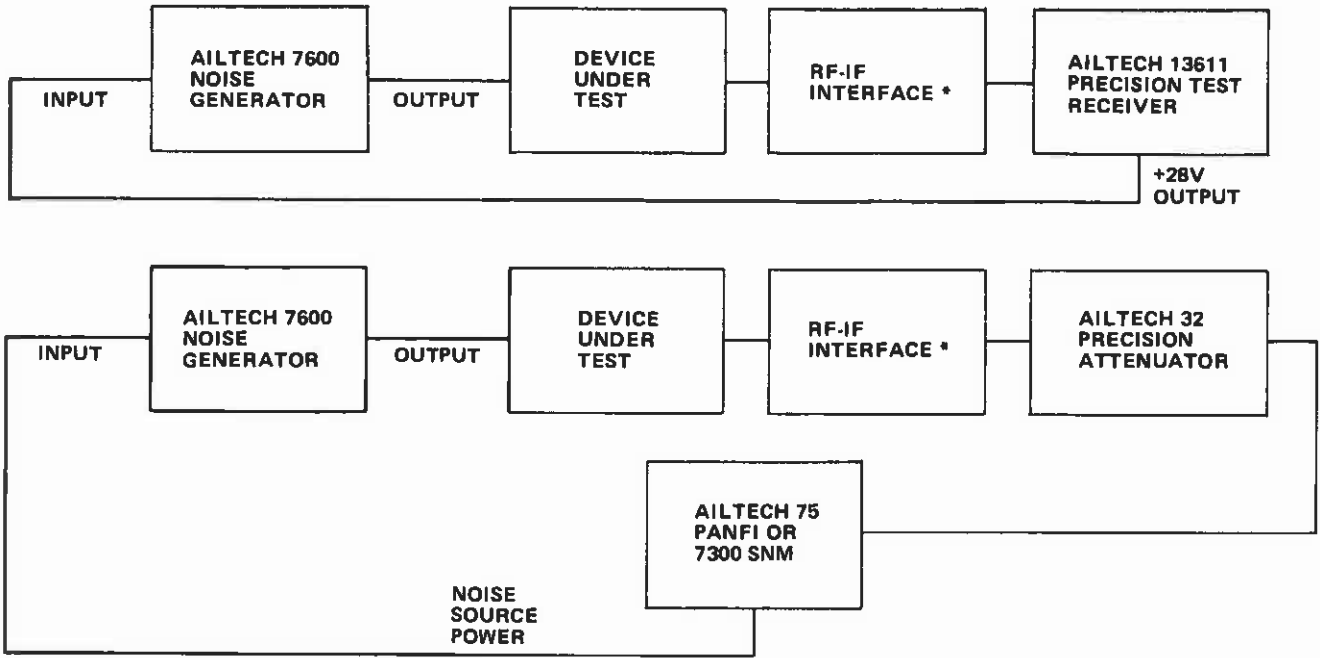 AILTECH 7600
NOISE
GENERATOR
DEVICE
UNDER
TEST
RF-IF
INTERFACE *
AILTECH 13611
PRECISION TEST
RECEIVER
INPUT
OUTPUT
+28V
OUTPUT
AILTECH 7600
NOISE
GENERATOR
DEVICE
UNDER
TEST
RF-IF
INTERFACE *
AILTECH 32
PRECISION
ATTENUATOR
INPUT
OUTPUT
AILTECH 75
PANFI OR
7300 SNM
NOISE
SOURCE
POWER